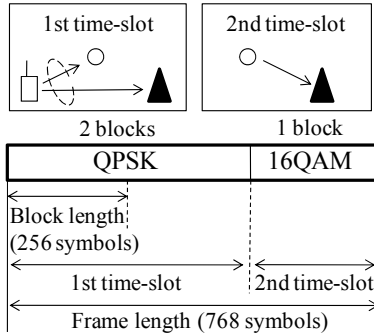 1st time-slot 2nd time-slot
2 blocks 1 block
QPSK 16QAM
Block length
(256 symbols)
1st time-slot 2nd time-slot
Frame length (768 symbols)